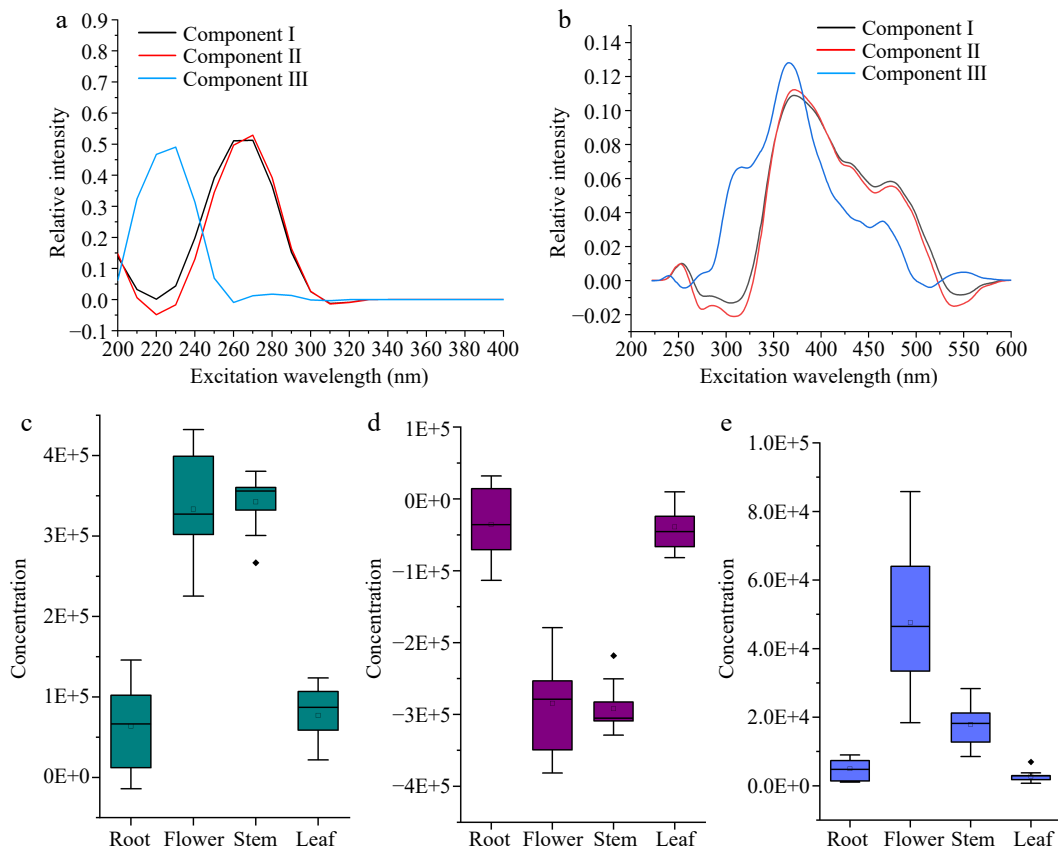 a
0.9
0.8
0.7
0.6
0.5
0.4
0.3
0.2
0.1
0.0
−0.1
Relative intensity
Component I
Component II
Component III
200 220 240 260 280 300 320 340 360 380 400
Excitation wavelength (nm)
b
0.14
0.12
0.10
0.08
0.06
0.04
0.02
0.00
−0.02
Relative intensity
Component I
Component II
Component III
200 250 300 350 400 450 500 550 600
Excitation wavelength (nm)
c
4E+5
3E+5
2E+5
1E+5
0E+0
Concentration
Root Flower Stem Leaf
d
1E+5
0E+0
−1E+5
−2E+5
−3E+5
−4E+5
Concentration
Root Flower Stem Leaf
e
1.0E+5
8.0E+4
6.0E+4
4.0E+4
2.0E+4
0.0E+0
Concentration
Root Flower Stem Leaf